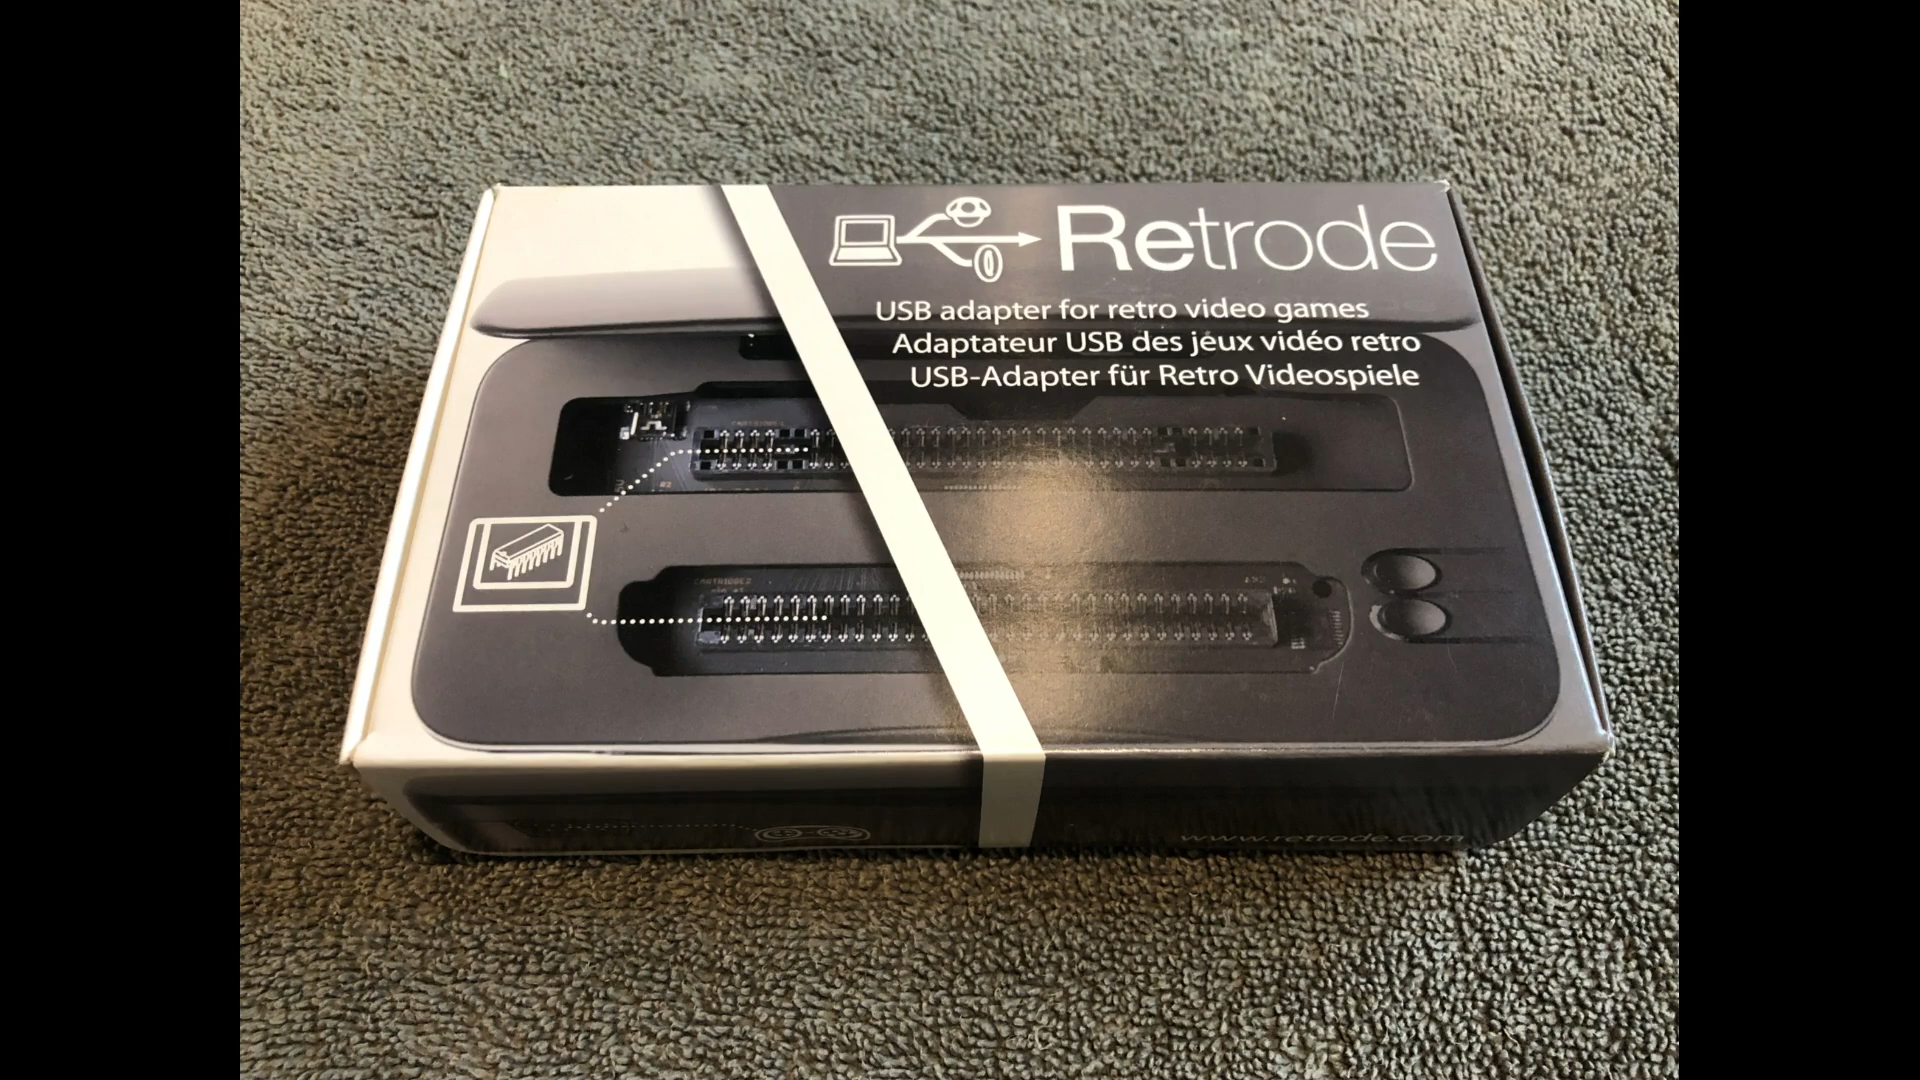 Retrode
USB adapter for retro video games
Adaptateur USB des jeux vidéo retro
USB-Adapter für Retro Videospiele
CARTRIDGE2
www.retrode.com